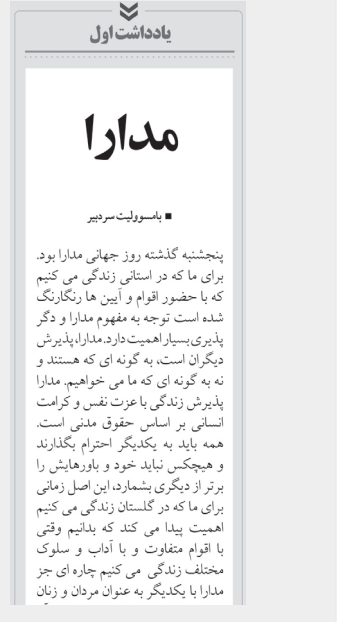 یادداشت اول
مدارا
■ بامسوولیت سردبیر
پنجشنبه گذشته روز جهانی مدارا بود.
برای ما که در استانی زندگی می کنیم
که با حضور اقوام و آیین ها رنگارنگ
شده است توجه به مفهوم مدارا و دگر
پذیری بسیار اهمیت دارد. مدارا، پذیرش
دیگران است، به گونه ای که هستند و
نه به گونه ای که ما می خواهیم. مدارا
پذیرش زندگی با عزت نفس و کرامت
انسانی بر اساس حقوق مدنی است.
همه باید به یکدیگر احترام بگذارند
و هیچکس نباید خود و باورهایش را
برتر از دیگری بشمارد، این اصل زمانی
برای ما که در گلستان زندگی می کنیم
اهمیت پیدا می کند که بدانیم وقتی
با اقوام متفاوت و با آداب و سلوک
مختلف زندگی می کنیم چاره ای جز
مدارا با یکدیگر به عنوان مردان و زنان